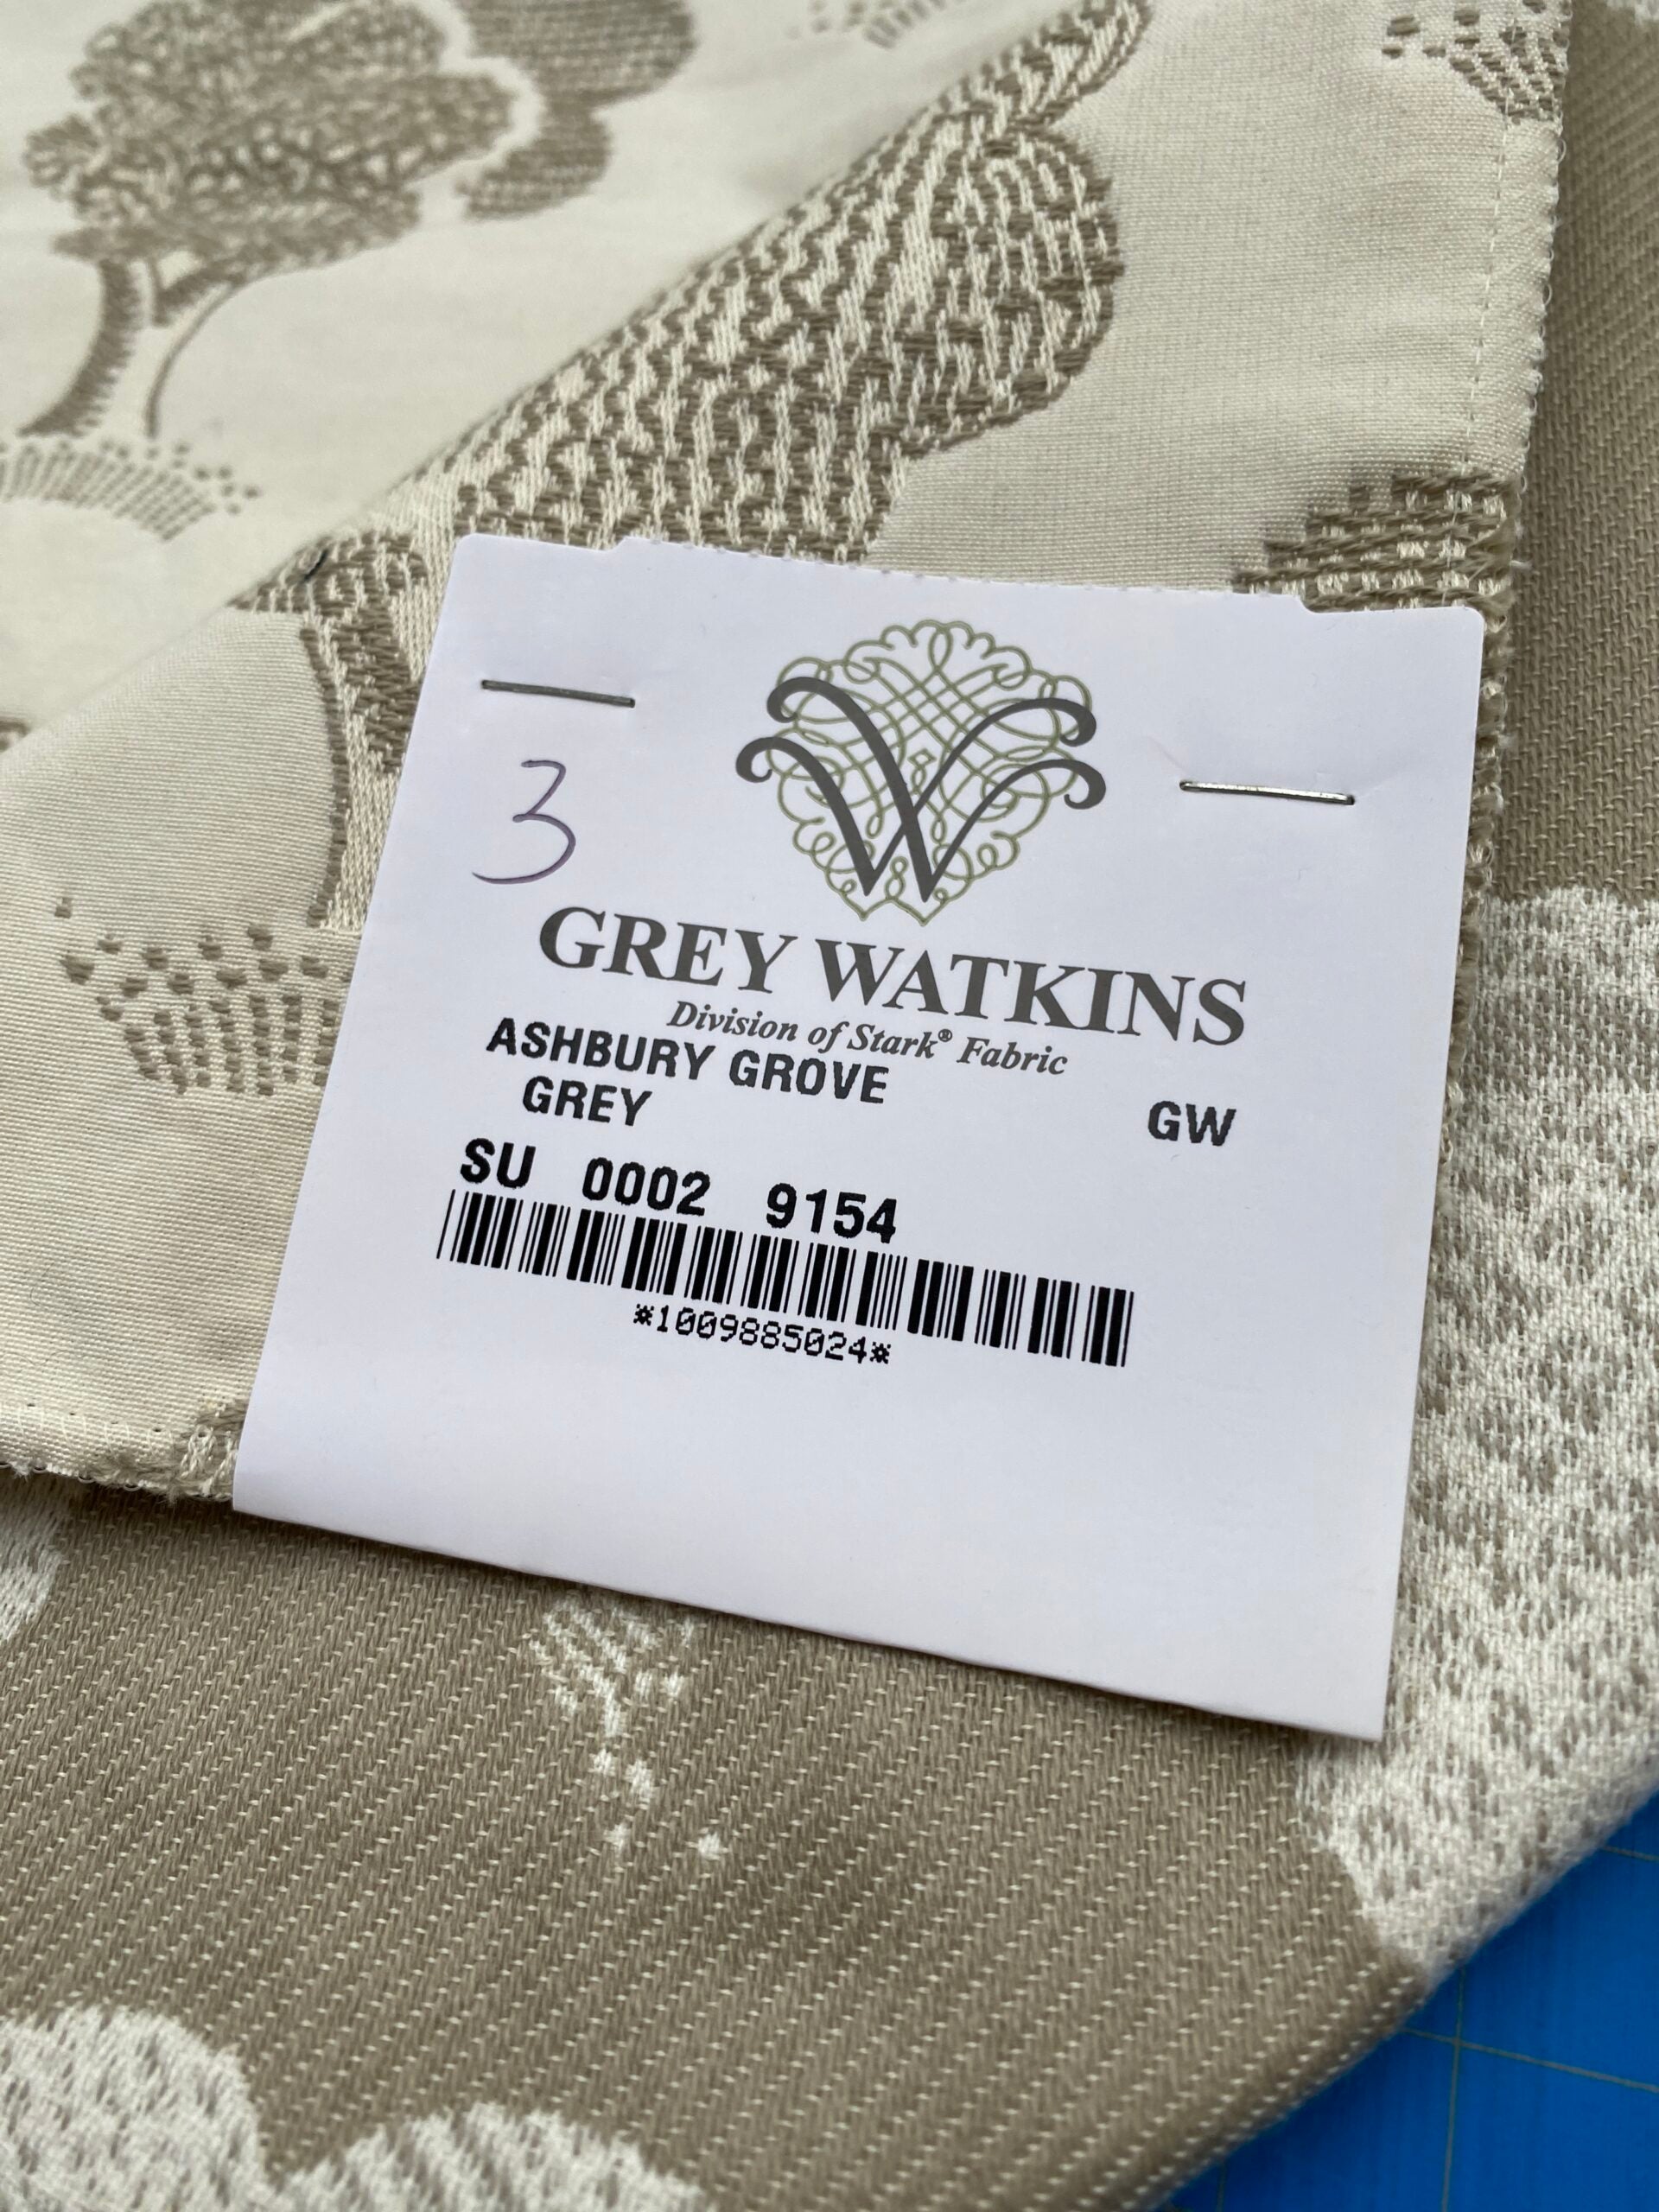 3
W
GREY WATKINS
Division of Stark® Fabric
ASHBURY GROVE
GREY GW
SU 0002 9154
*1009885024*